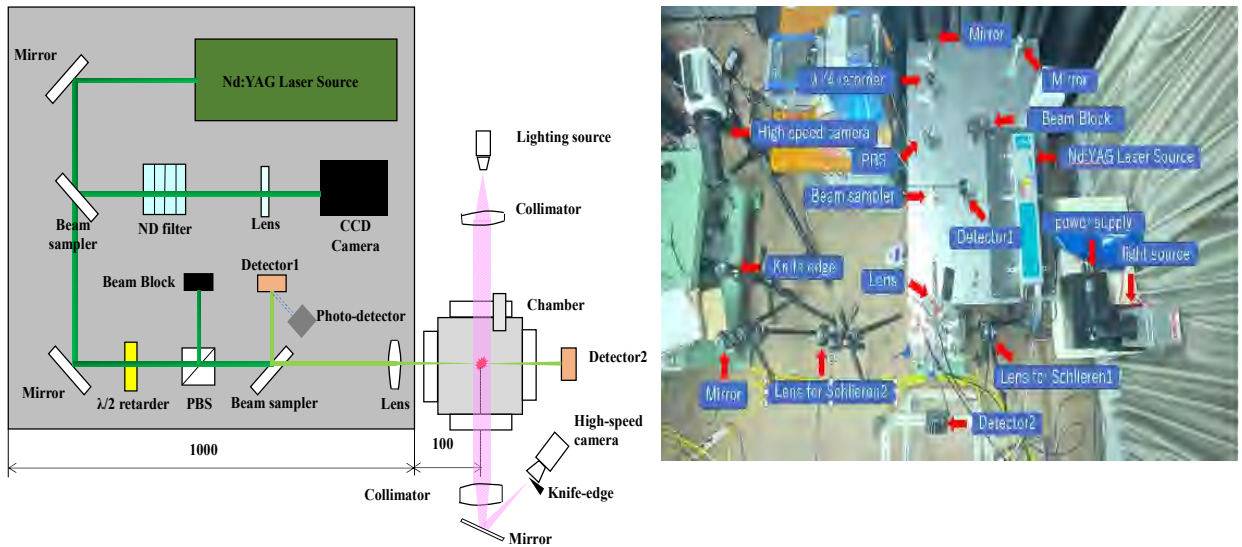 Mirror
Nd:YAG Laser Source
Lighting source
Collimator
Beam
sampler
ND filter
Lens
CCD
Camera
Detector1
Beam Block
Photo-detector
Chamber
Detector2
Mirror
λ/2 retarder
PBS
Beam sampler
Lens
1000
100
High-speed
camera
Collimator
Knife-edge
Mirror
Mirror
λ/4 retarder
Mirror
High speed camera
Beam Block
PBS
Nd:YAG Laser Source
Beam sampler
Detector1
power supply
light source
Knife edge
Lens
Mirror
Lens for Schlieren2
Lens for Schlieren1
Detector2